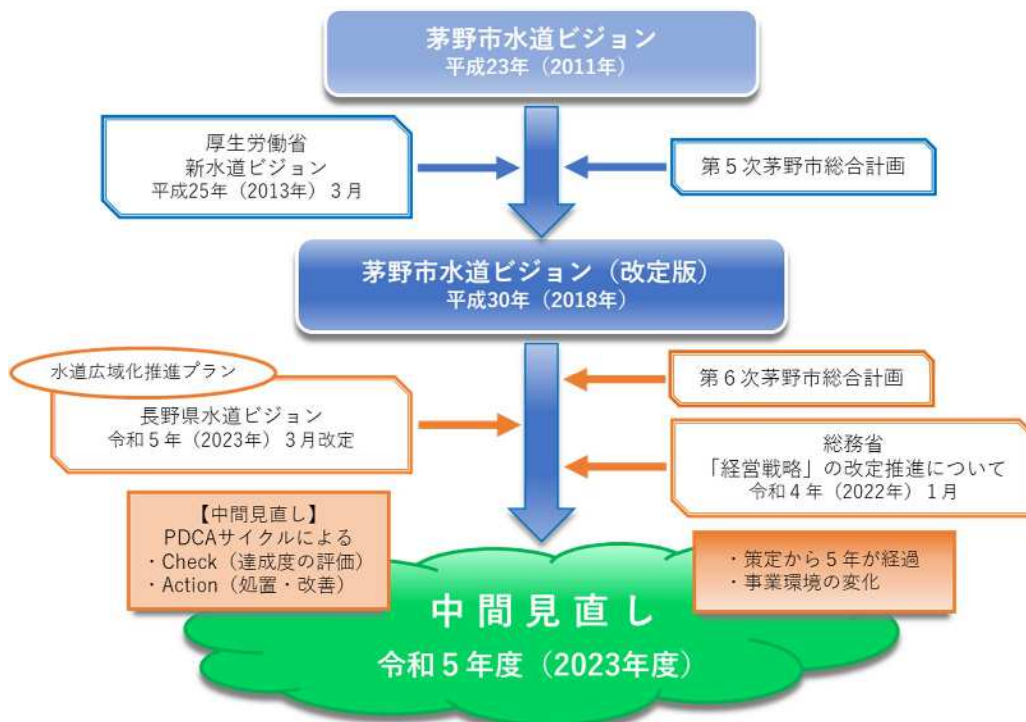 茅野市水道ビジョン
平成23年（2011年）
厚生労働省
新水道ビジョン
平成25年（2013年）３月
第５次茅野市総合計画
茅野市水道ビジョン（改定版）
平成30年（2018年）
水道広域化推進プラン
長野県水道ビジョン
令和５年（2023年）３月改定
第６次茅野市総合計画
総務省
「経営戦略」の改定推進について
令和４年（2022年）１月
【中間見直し】
PDCAサイクルによる
・Check（達成度の評価）
・Action（処置・改善）
・策定から５年が経過
・事業環境の変化
中間見直し
令和５年度（2023年度）